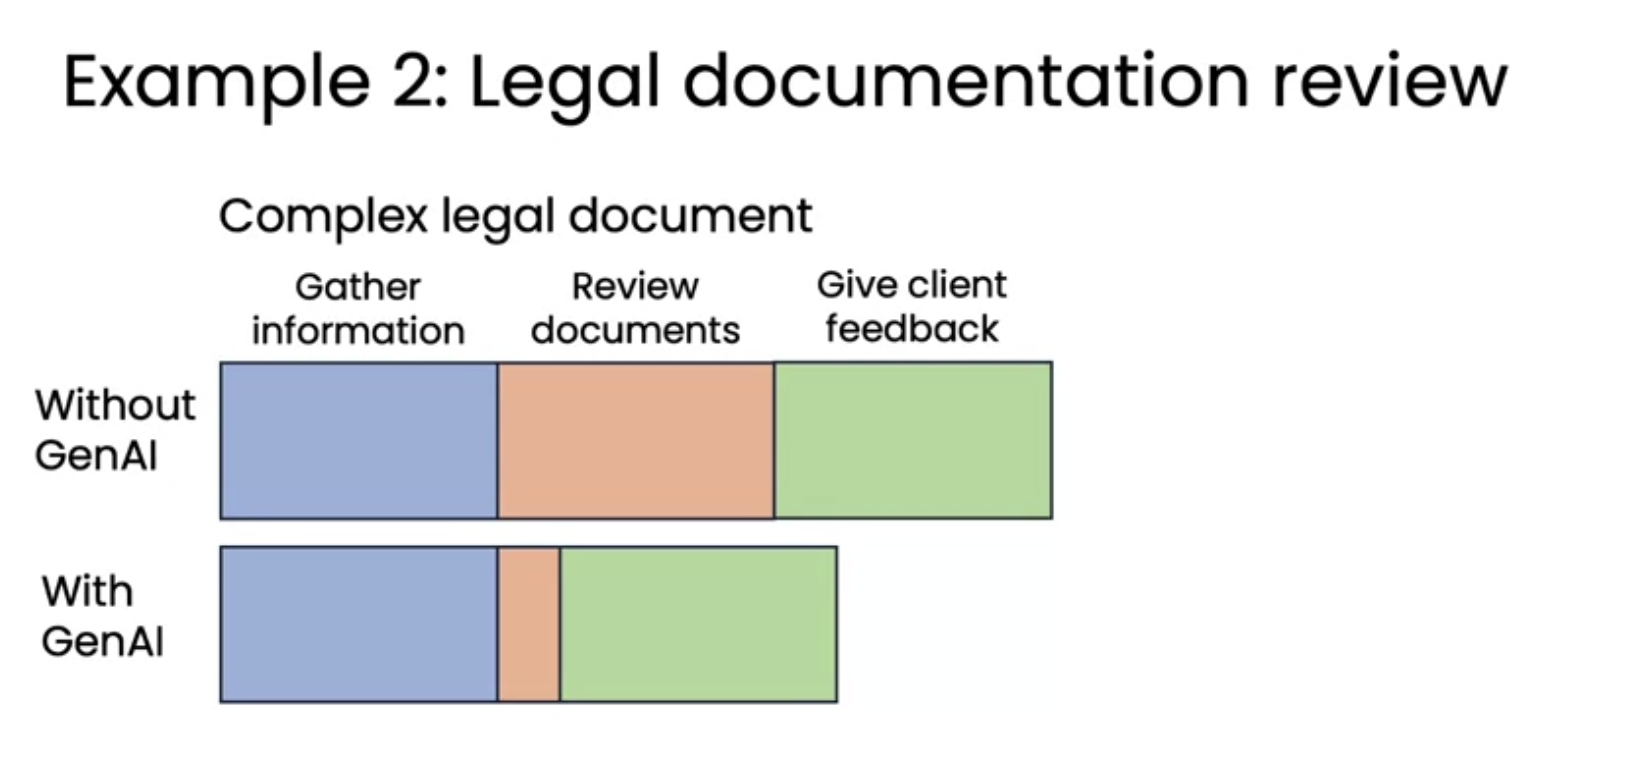 Example 2: Legal documentation review
Complex legal document
Gather
information
Review
documents
Give client
feedback
Without
GenAI
With
GenAI